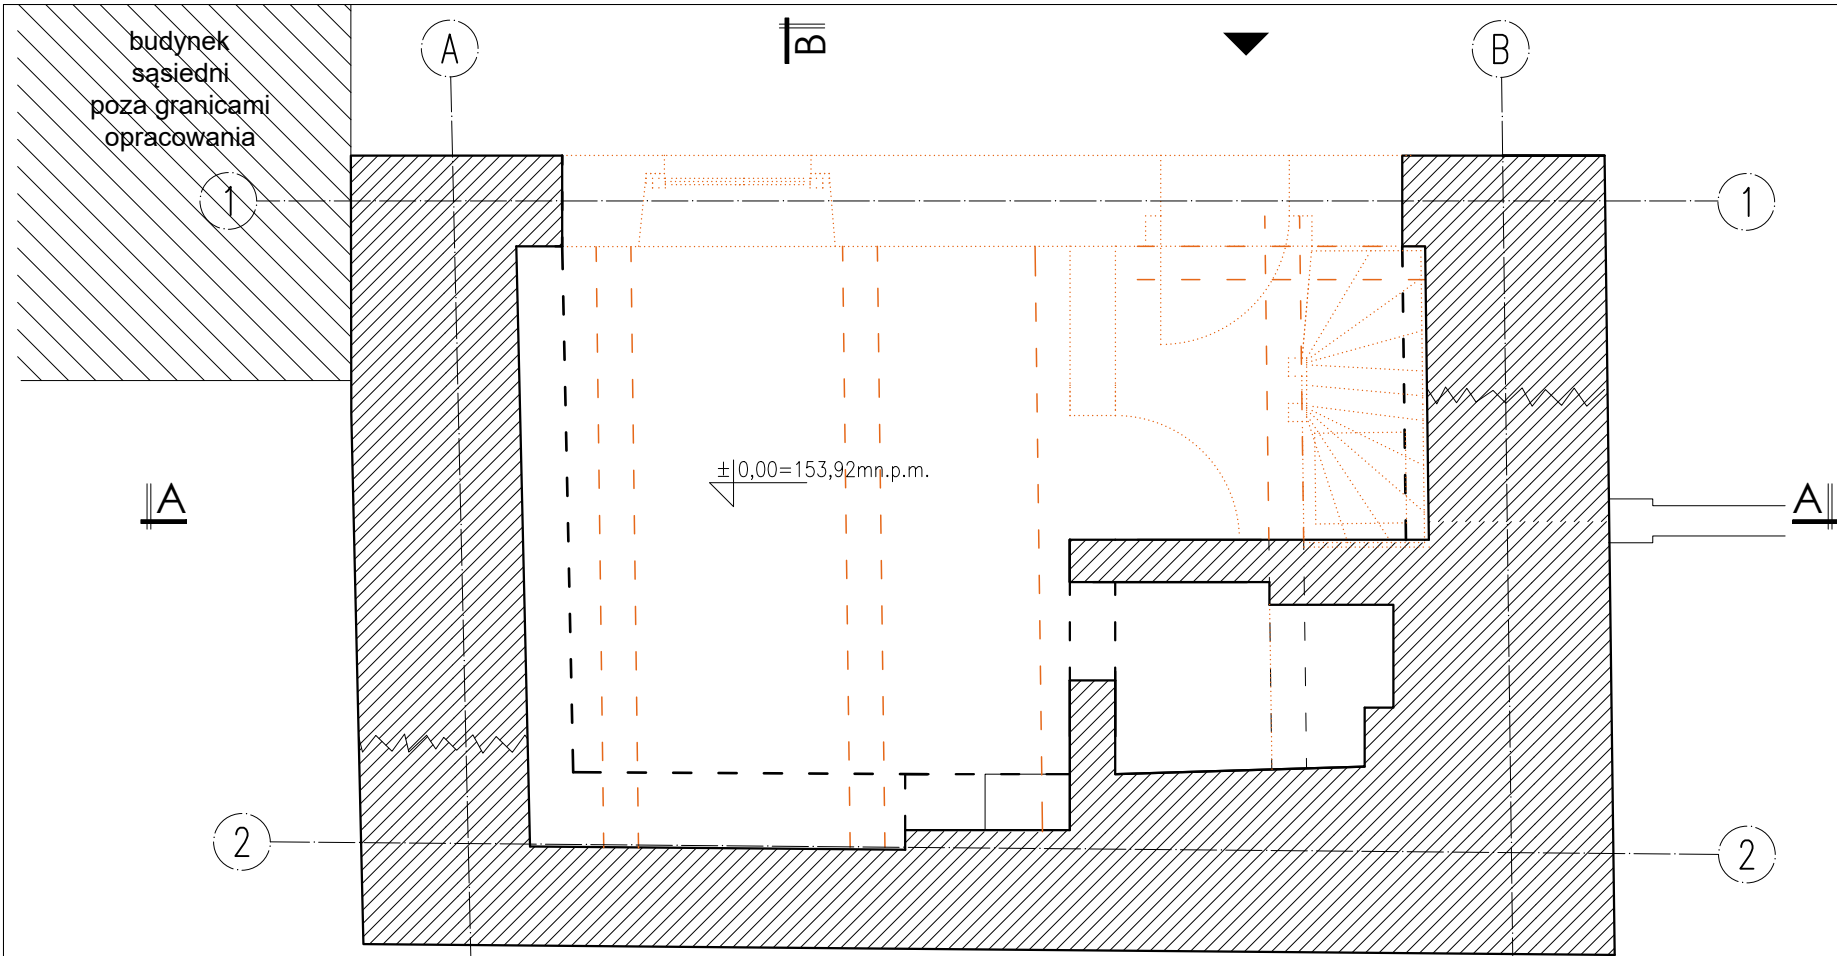 budynek
sąsiedni
poza granicami
opracowania
A
B
B
1
1
±0,00=153,92mn.p.m.
A
A
2
2